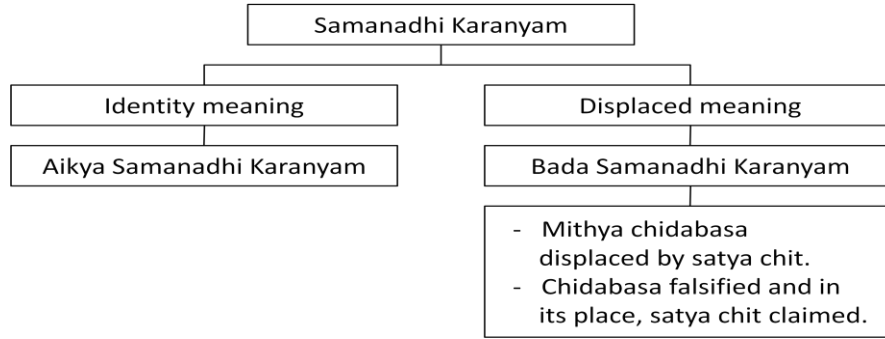 Samanadhi Karanyam
Identity meaning
Aikya Samanadhi Karanyam
Displaced meaning
Bada Samanadhi Karanyam
- Mithya chidabasa
displaced by satya chit.
- Chidabasa falsified and in
its place, satya chit claimed.